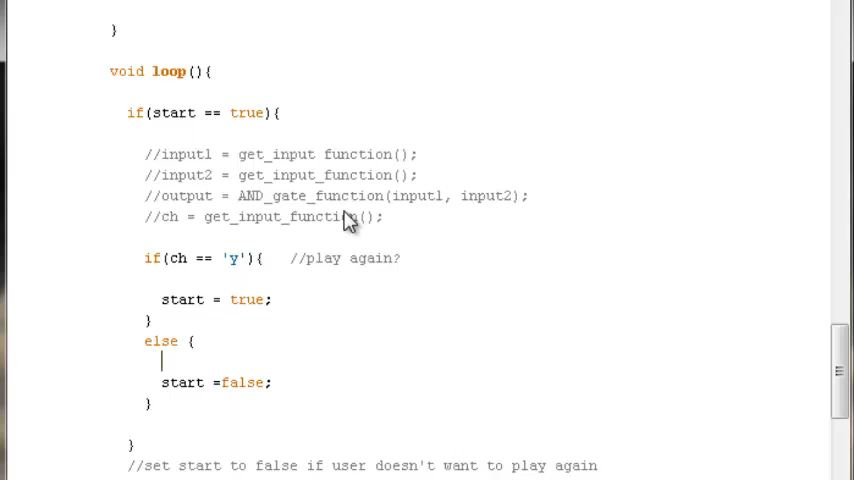 }
void loop(){
if(start == true){
//input1 = get_input function();
//input2 = get_input_function();
//output = AND_gate_function(input1, input2);
//ch = get_input_function();
if(ch == 'y'){ //play again?
start = true;
}
else {
start =false;
}
}
//set start to false if user doesn't want to play again